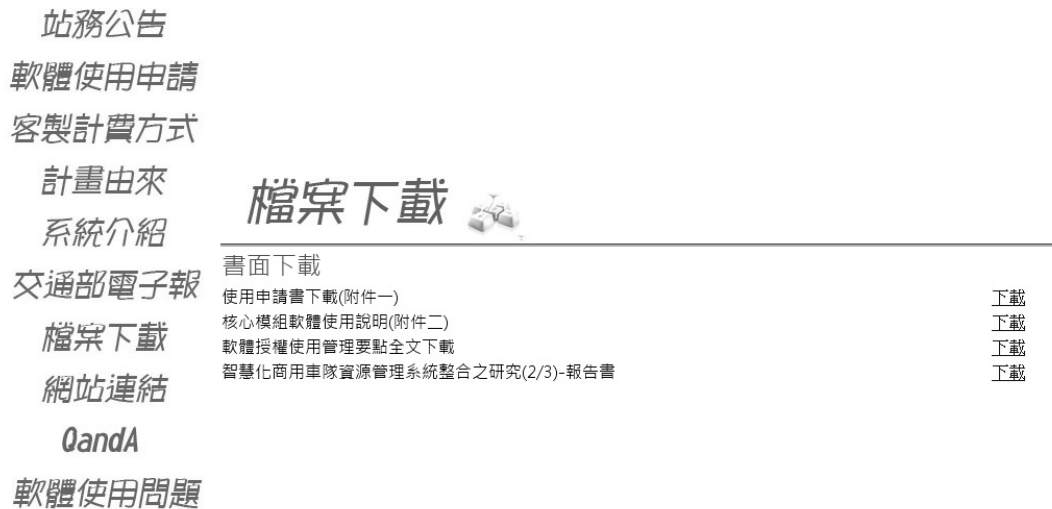 站務公告
軟體使用申請
客製計費方式
計畫由來
系統介紹
交通部電子報
檔案下載
網站連結
QandA
軟體使用問題
檔案下載
書面下載
使用申請書下載(附件一) 下載
核心模組軟體使用說明(附件二) 下載
軟體授權使用管理要點全文下載 下載
智慧化商用車隊資源管理系統整合之研究(2/3)-報告書 下載